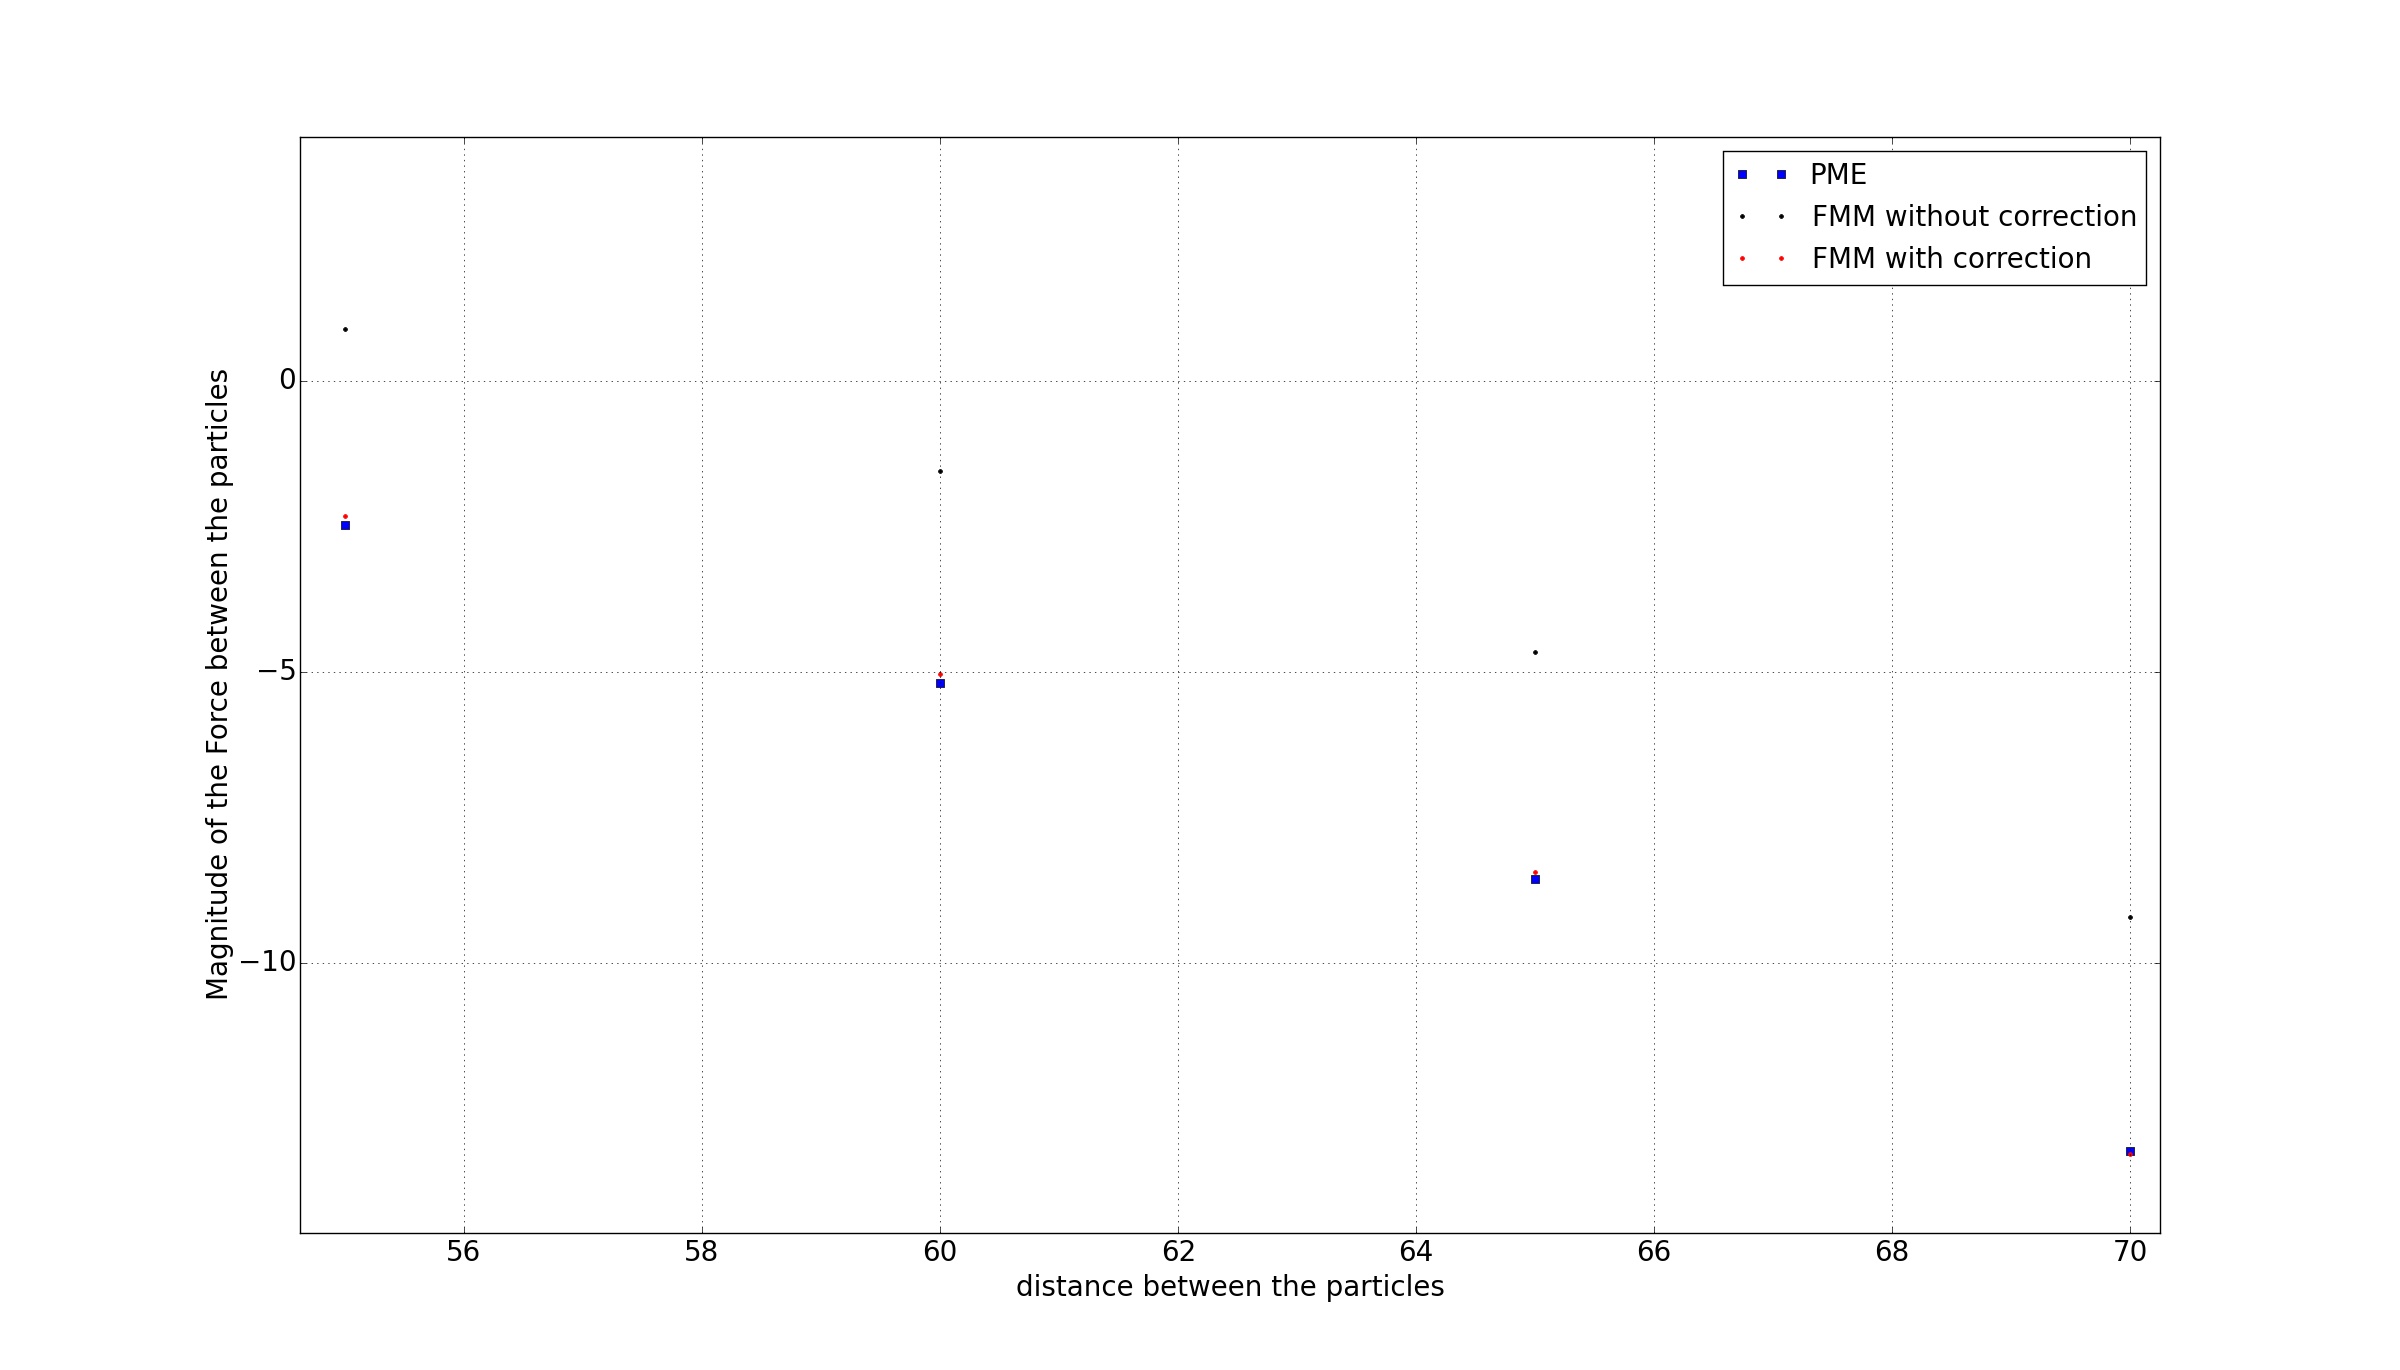 PME
FMM without correction
FMM with correction
Magnitude of the Force between the particles
0
−5
−10
56 58 60 62 64 66 68 70
distance between the particles